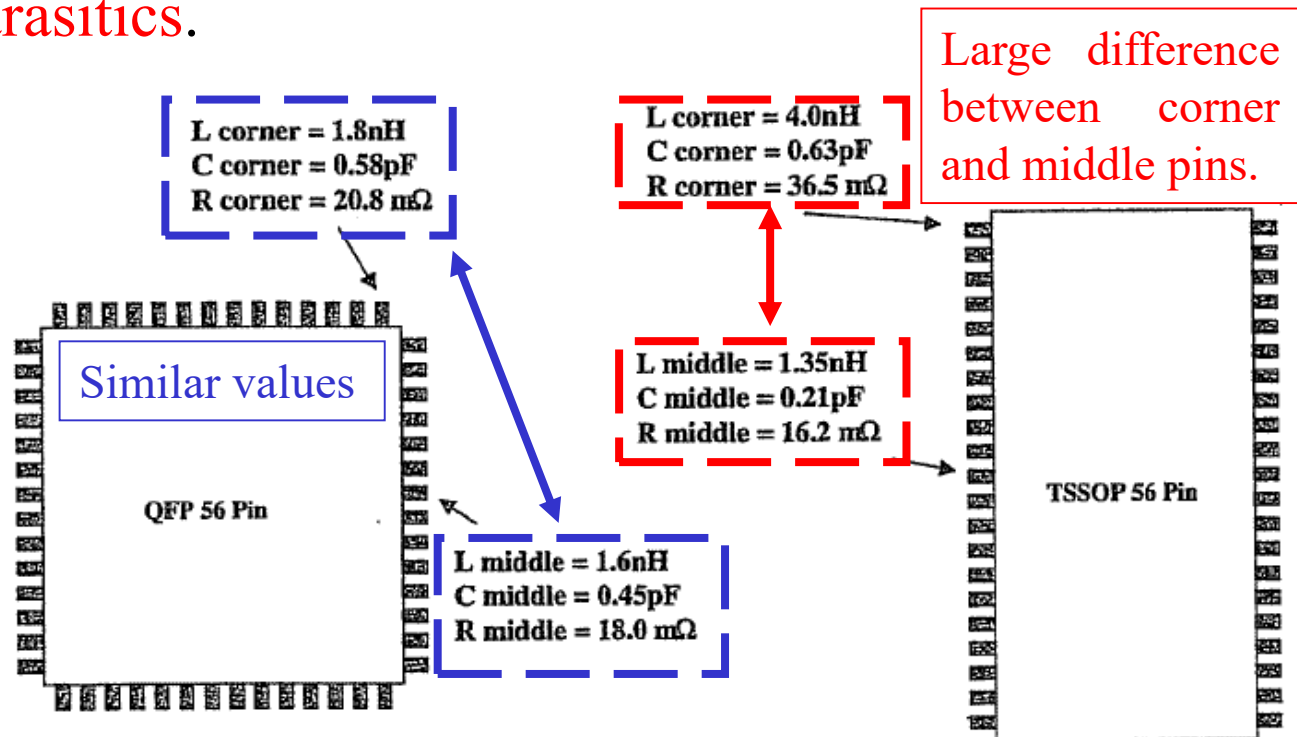 arasitics.
Large difference
between corner
and middle pins.
L corner = 1.8nH
C corner = 0.58pF
R corner = 20.8 mΩ
L corner = 4.0nH
C corner = 0.63pF
R corner = 36.5 mΩ
Similar values
L middle = 1.35nH
C middle = 0.21pF
R middle = 16.2 mΩ
QFP 56 Pin
TSSOP 56 Pin
L middle = 1.6nH
C middle = 0.45pF
R middle = 18.0 mΩ